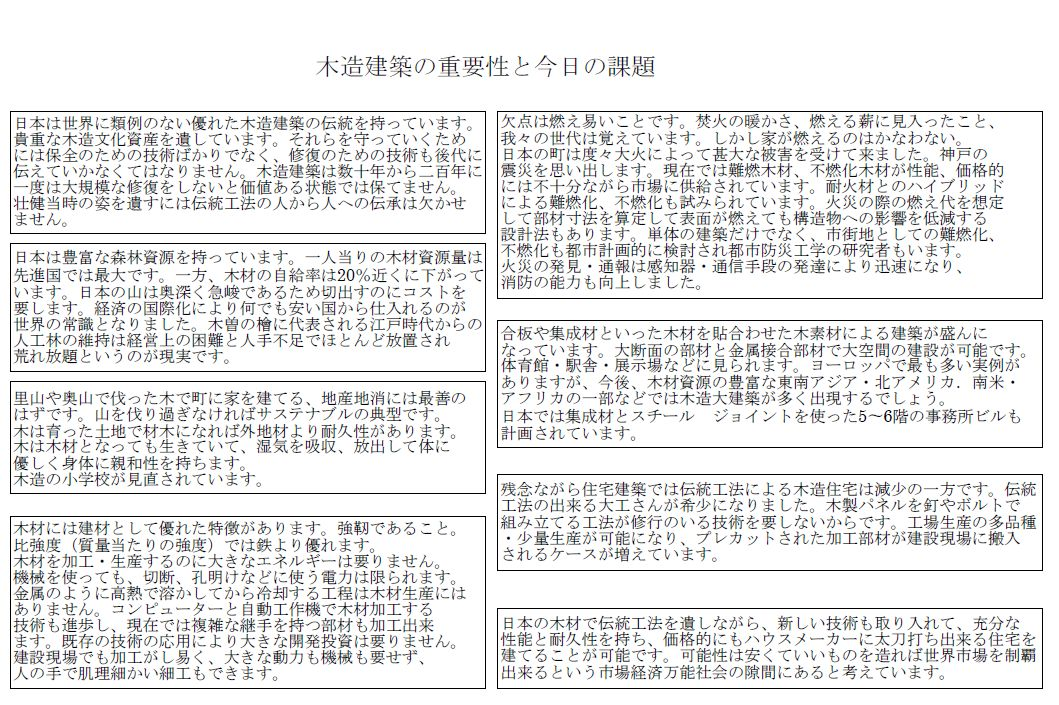 木造建築の重要性と今日の課題
日本は世界に類例のない優れた木造建築の伝統を持っています。
貴重な木造文化資産を遺しています。それらを守っていくため
には保全のための技術ばかりでなく、修復のための技術も後代に
伝えていかなくてはなりません。木造建築は数十年から二百年に
一度は大規模な修復をしないと価値ある状態では保てません。
壮健当時の姿を遺すには伝統工法の人から人への伝承は欠かせ
ません。
日本は豊富な森林資源を持っています。一人当りの木材資源量は
先進国では最大です。一方、木材の自給率は20%近くに下がって
います。日本の山は奥深く急峻であるため切出すのにコストを
要します。経済の国際化により何でも安い国から仕入れるのが
世界の常識となりました。木曽の檜に代表される江戸時代からの
人工林の維持は経営上の困難と人手不足でほとんど放置され
荒れ放題というのが現実です。
里山や奥山で伐った木で町に家を建てる、地産地消には最善の
はずです。山を伐り過ぎなければサステナブルの典型です。
木は育った土地で材木になれば外地材より耐久性があります。
木は木材となっても生きていて、湿気を吸収、放出して体に
優しく身体に親和性を持ちます。
木造の小学校が見直されています。
木材には建材として優れた特徴があります。強靭であること。
比強度（質量当たりの強度）では鉄より優れます。
木材を加工・生産するのに大きなエネルギーは要りません。
機械を使っても、切断、孔明けなどに使う電力は限られます。
金属のように高熱で溶かしてから冷却する工程は木材生産には
ありません。コンピューターと自動工作機で木材加工する
技術も進歩し、現在では複雑な継手を持つ部材も加工出来
ます。既存の技術の応用により大きな開発投資は要りません。
建設現場でも加工がし易く、大きな動力も機械も要せず、
人の手で肌理細かい細工もできます。
欠点は燃え易いことです。焚火の暖かさ、燃える薪に見入ったこと、
我々の世代は覚えています。しかし家が燃えるのはかなわない。
日本の町は度々大火によって甚大な被害を受けて来ました。神戸の
震災を思い出します。現在では難燃木材、不燃化木材が性能、価格的
には不十分ながら市場に供給されています。耐火材とのハイブリッド
による難燃化、不燃化も試みられています。火災の際の燃え代を想定
して部材寸法を算定して表面が燃えても構造物への影響を低減する
設計法もあります。単体の建築だけでなく、市街地としての難燃化、
不燃化も都市計画的に検討され都市防災工学の研究者もいます。
火災の発見・通報は感知器・通信手段の発達により迅速になり、
消防の能力も向上しました。
合板や集成材といった木材を貼合わせた木素材による建築が盛んに
なっています。大断面の部材と金属接合部材で大空間の建設が可能です。
体育館・駅舎・展示場などに見られます。ヨーロッパで最も多い実例が
ありますが、今後、木材資源の豊富な東南アジア・北アメリカ．南米・
アフリカの一部などでは木造大建築が多く出現するでしょう。
日本では集成材とスチール　ジョイントを使った5～6階の事務所ビルも
計画されています。
残念ながら住宅建築では伝統工法による木造住宅は減少の一方です。伝統
工法の出来る大工さんが希少になりました。木製パネルを釘やボルトで
組み立てる工法が修行のいる技術を要しないからです。工場生産の多品種
・少量生産が可能になり、プレカットされた加工部材が建設現場に搬入
されるケースが増えています。
日本の木材で伝統工法を遺しながら、新しい技術も取り入れて、充分な
性能と耐久性を持ち、価格的にもハウスメーカーに太刀打ち出来る住宅を
建てることが可能です。可能性は安くていいものを造れば世界市場を制覇
出来るという市場経済万能社会の隙間にあると考えています。